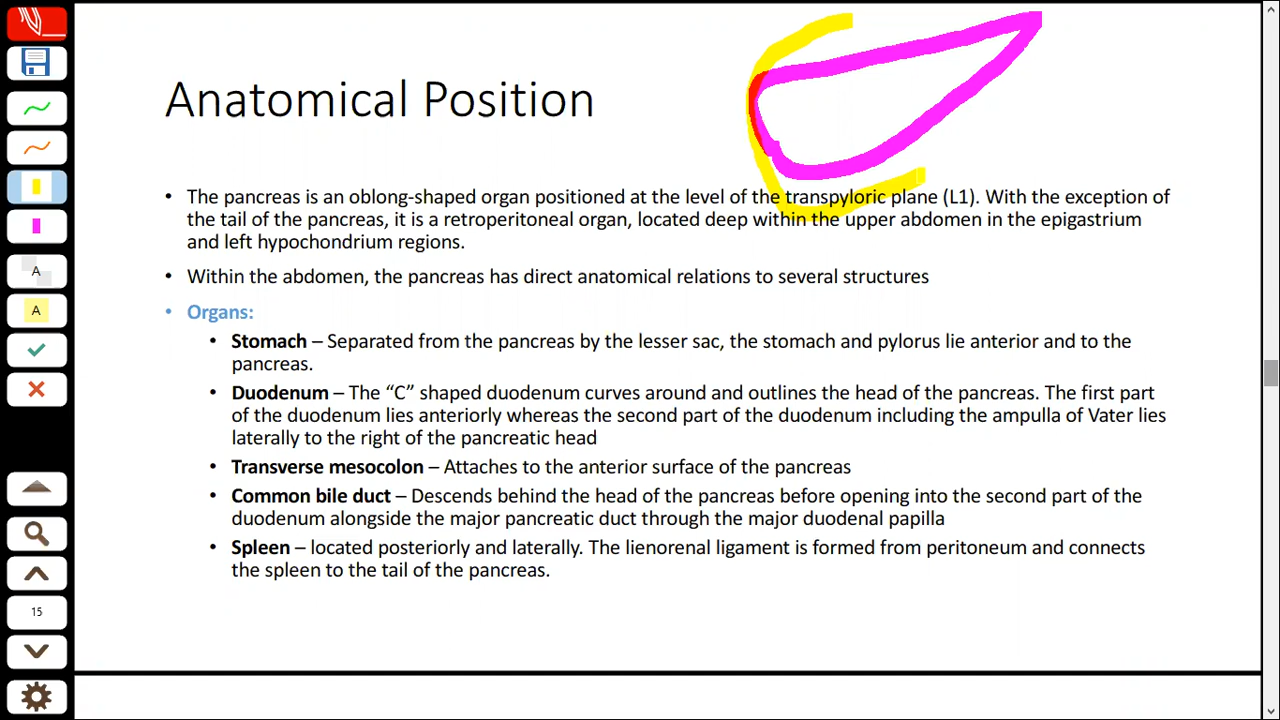 Anatomical Position
• The pancreas is an oblong-shaped organ positioned at the level of the transpyloric plane (L1). With the exception of
the tail of the pancreas, it is a retroperitoneal organ, located deep within the upper abdomen in the epigastrium
and left hypochondrium regions.
• Within the abdomen, the pancreas has direct anatomical relations to several structures
• Organs:
• Stomach – Separated from the pancreas by the lesser sac, the stomach and pylorus lie anterior and to the
pancreas.
• Duodenum – The “C” shaped duodenum curves around and outlines the head of the pancreas. The first part
of the duodenum lies anteriorly whereas the second part of the duodenum including the ampulla of Vater lies
laterally to the right of the pancreatic head
• Transverse mesocolon – Attaches to the anterior surface of the pancreas
• Common bile duct – Descends behind the head of the pancreas before opening into the second part of the
duodenum alongside the major pancreatic duct through the major duodenal papilla
• Spleen – located posteriorly and laterally. The lienorenal ligament is formed from peritoneum and connects
the spleen to the tail of the pancreas.
A
A
15